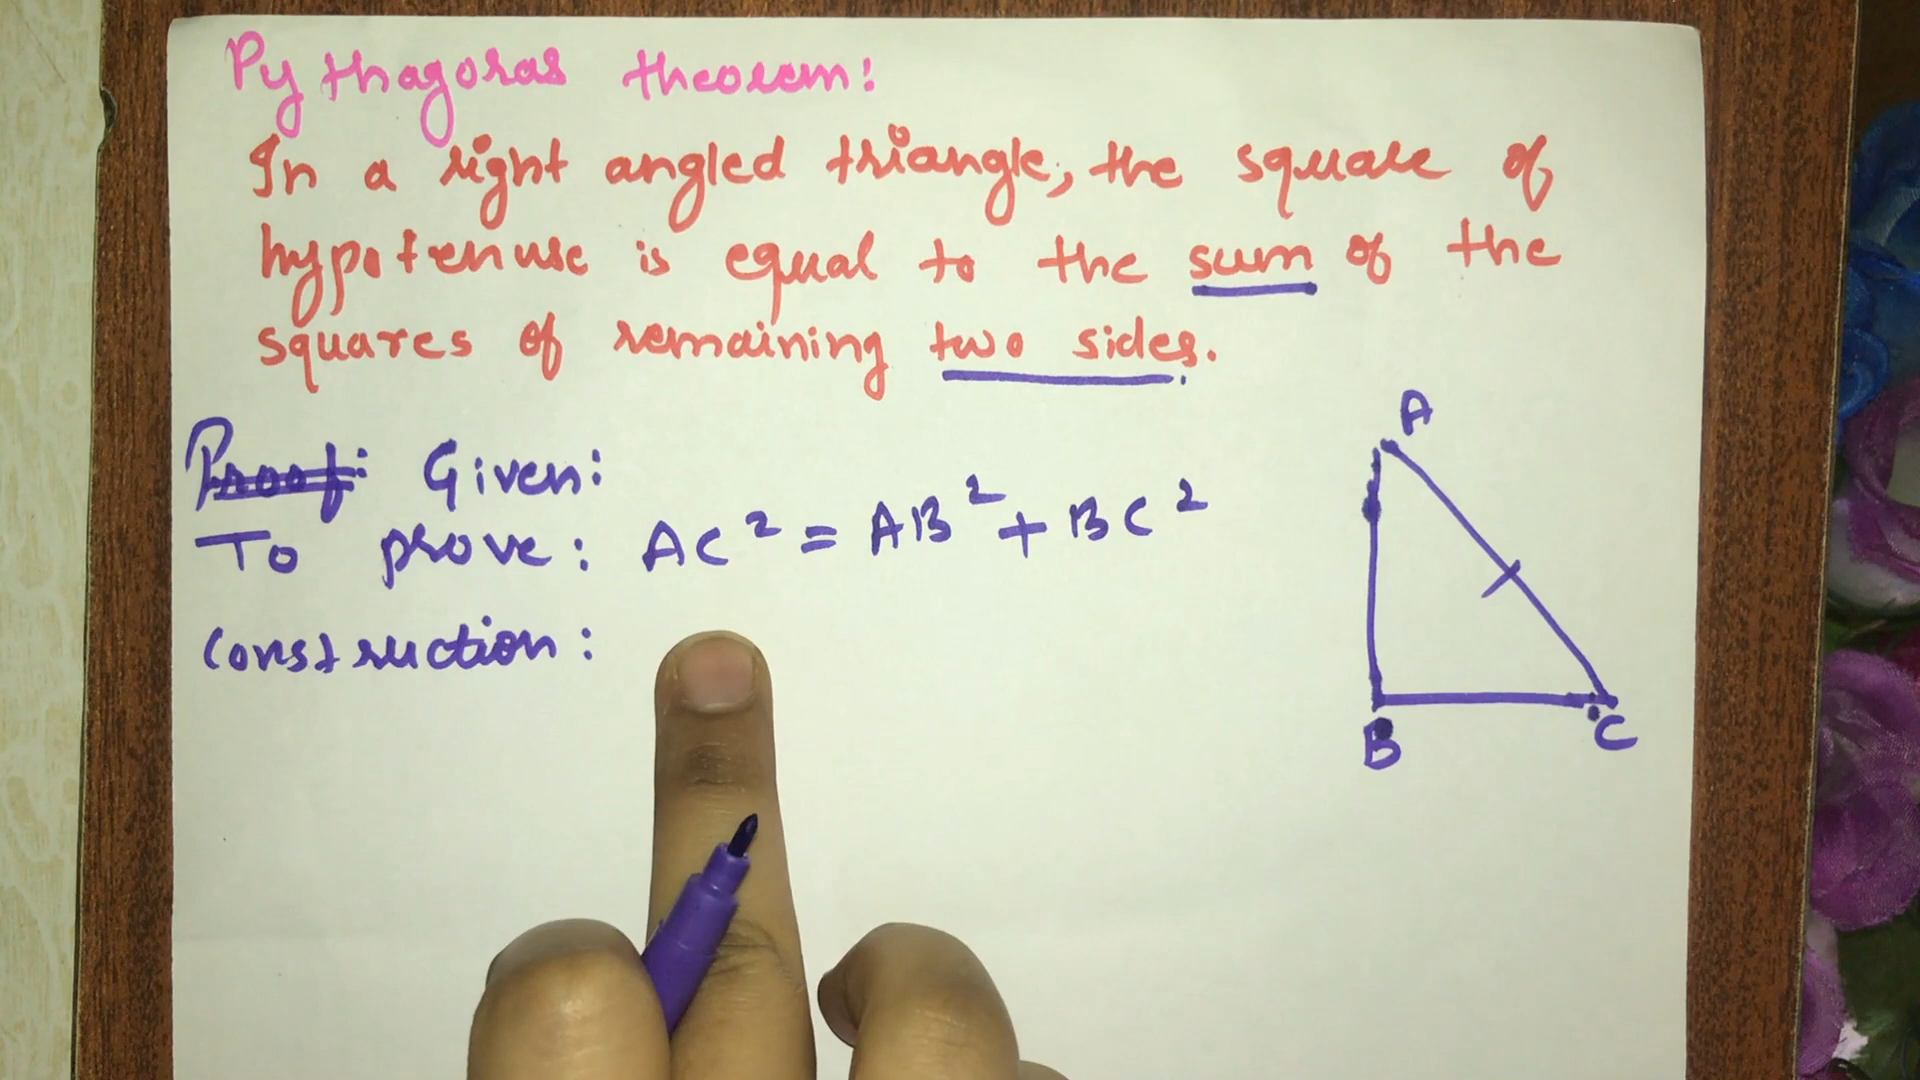 Pythagoras theorem:
In a right angled triangle, the square of
hypotenuse is equal to the sum of the
squares of remaining two sides.
Proof: Given:
To prove: AC² = AB² + BC²
Construction:
A
B
C